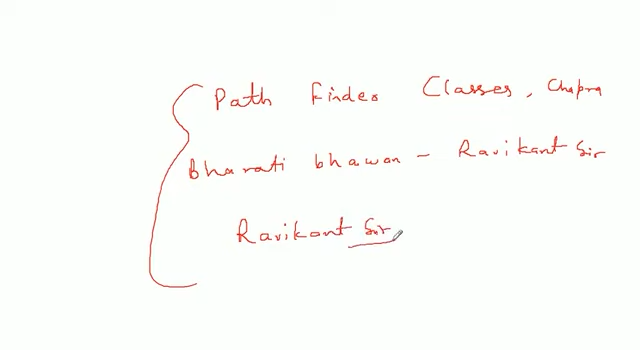 Path Finder Classes, Chapra
Bharati bhawan - Ravikant Sir
Ravikant Sir